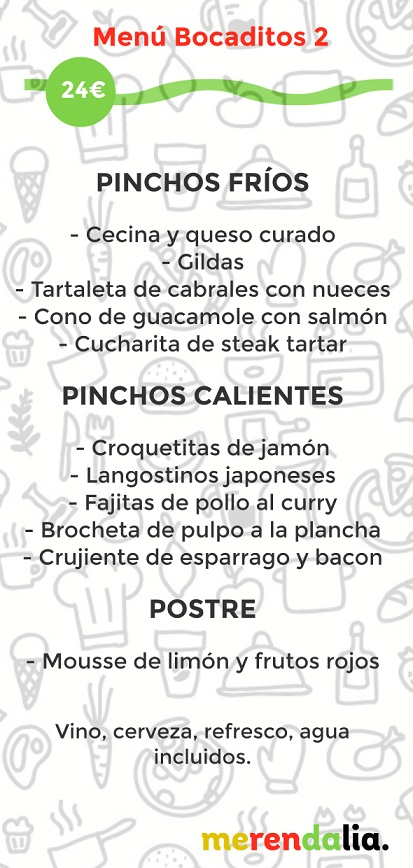 Menú Bocaditos 2
24€
PINCHOS FRÍOS
- Cecina y queso curado
- Gildas
- Tartaleta de cabrales con nueces
- Cono de guacamole con salmón
- Cucharita de steak tartar
PINCHOS CALIENTES
- Croquetitas de jamón
- Langostinos japoneses
- Fajitas de pollo al curry
- Brocheta de pulpo a la plancha
- Crujiente de esparrago y bacon
POSTRE
- Mousse de limón y frutos rojos
Vino, cerveza, refresco, agua
incluidos.
merendalia.